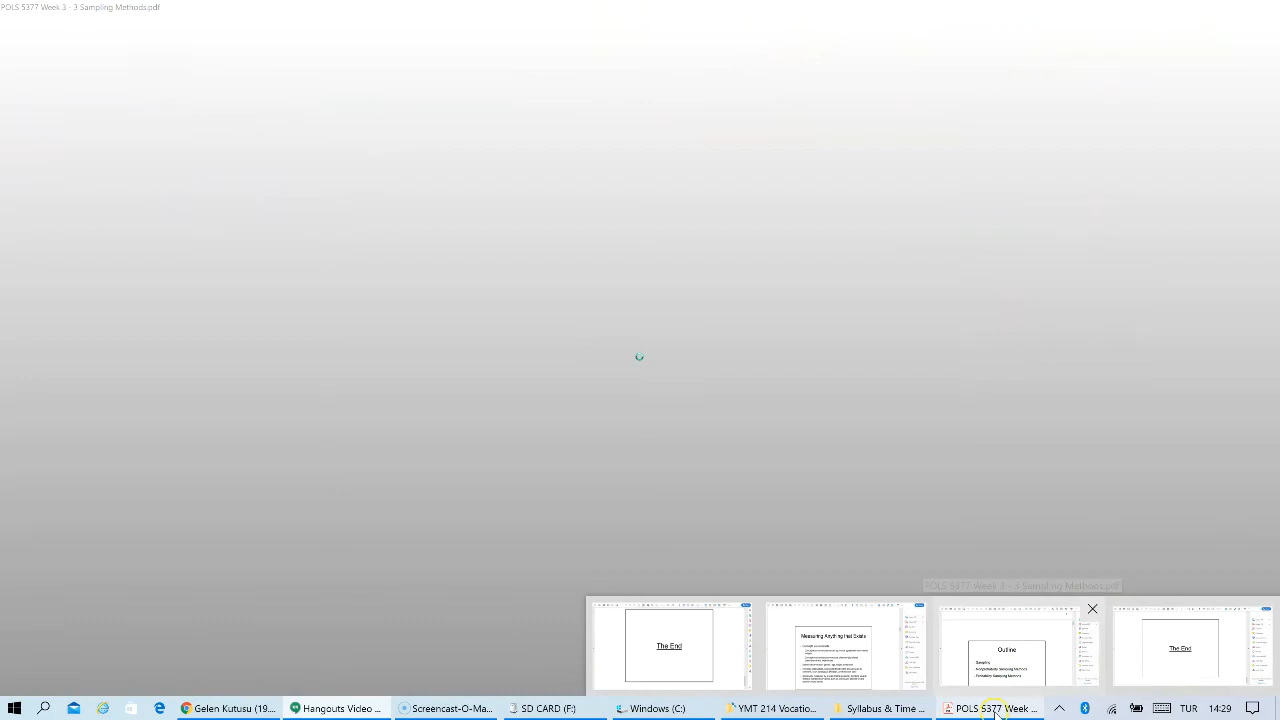 POLS 5377 Week 3 - 3 Sampling Methods.pdf
POLS 5377 Week 3 - 3 Sampling Methods.pdf
The End
Measuring Anything that Exists
Outline
Sampling
Nonprobability Sampling Methods
Probability Sampling Methods
The End
Gelen Kutusu (19...
Hangouts Video ...
Screencast-O-Ma...
SD CARD (F:)
Windows (C:)
YMT 214 Vocatio...
Syllabus & Time ...
POLS 5377 Week ...
TUR
14:29